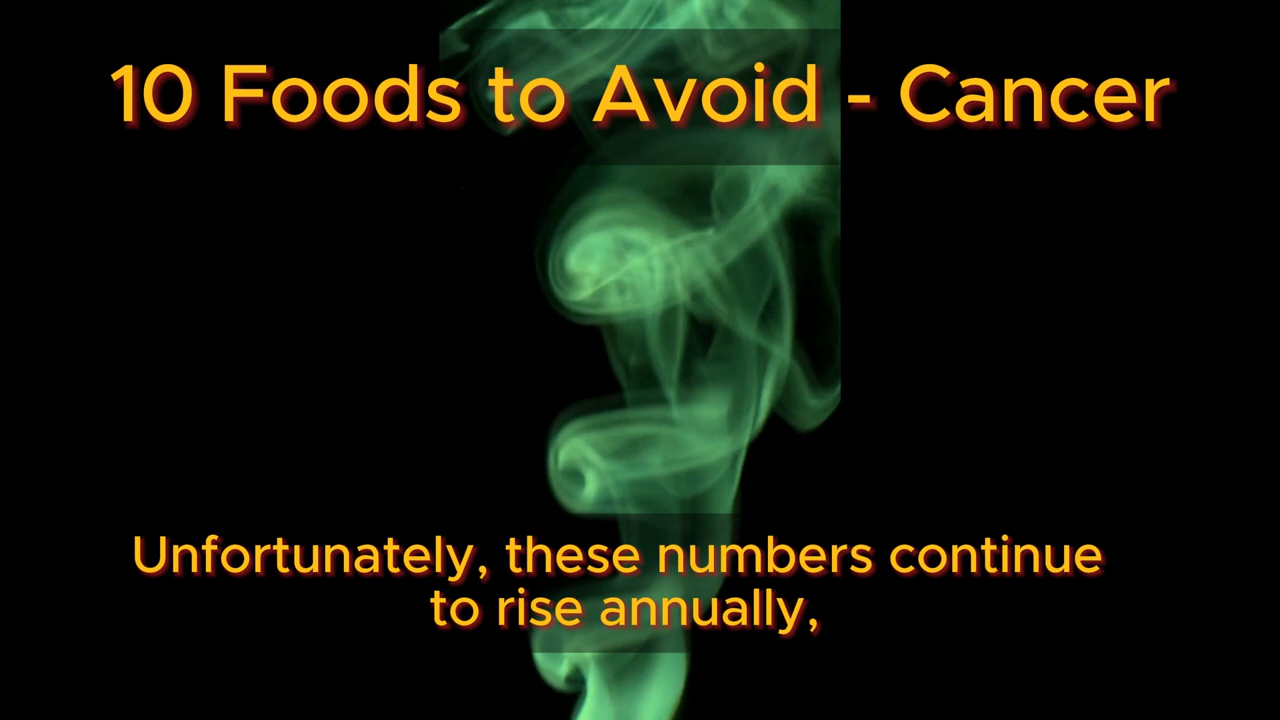 10 Foods to Avoid - Cancer
Unfortunately, these numbers continue
to rise annually,